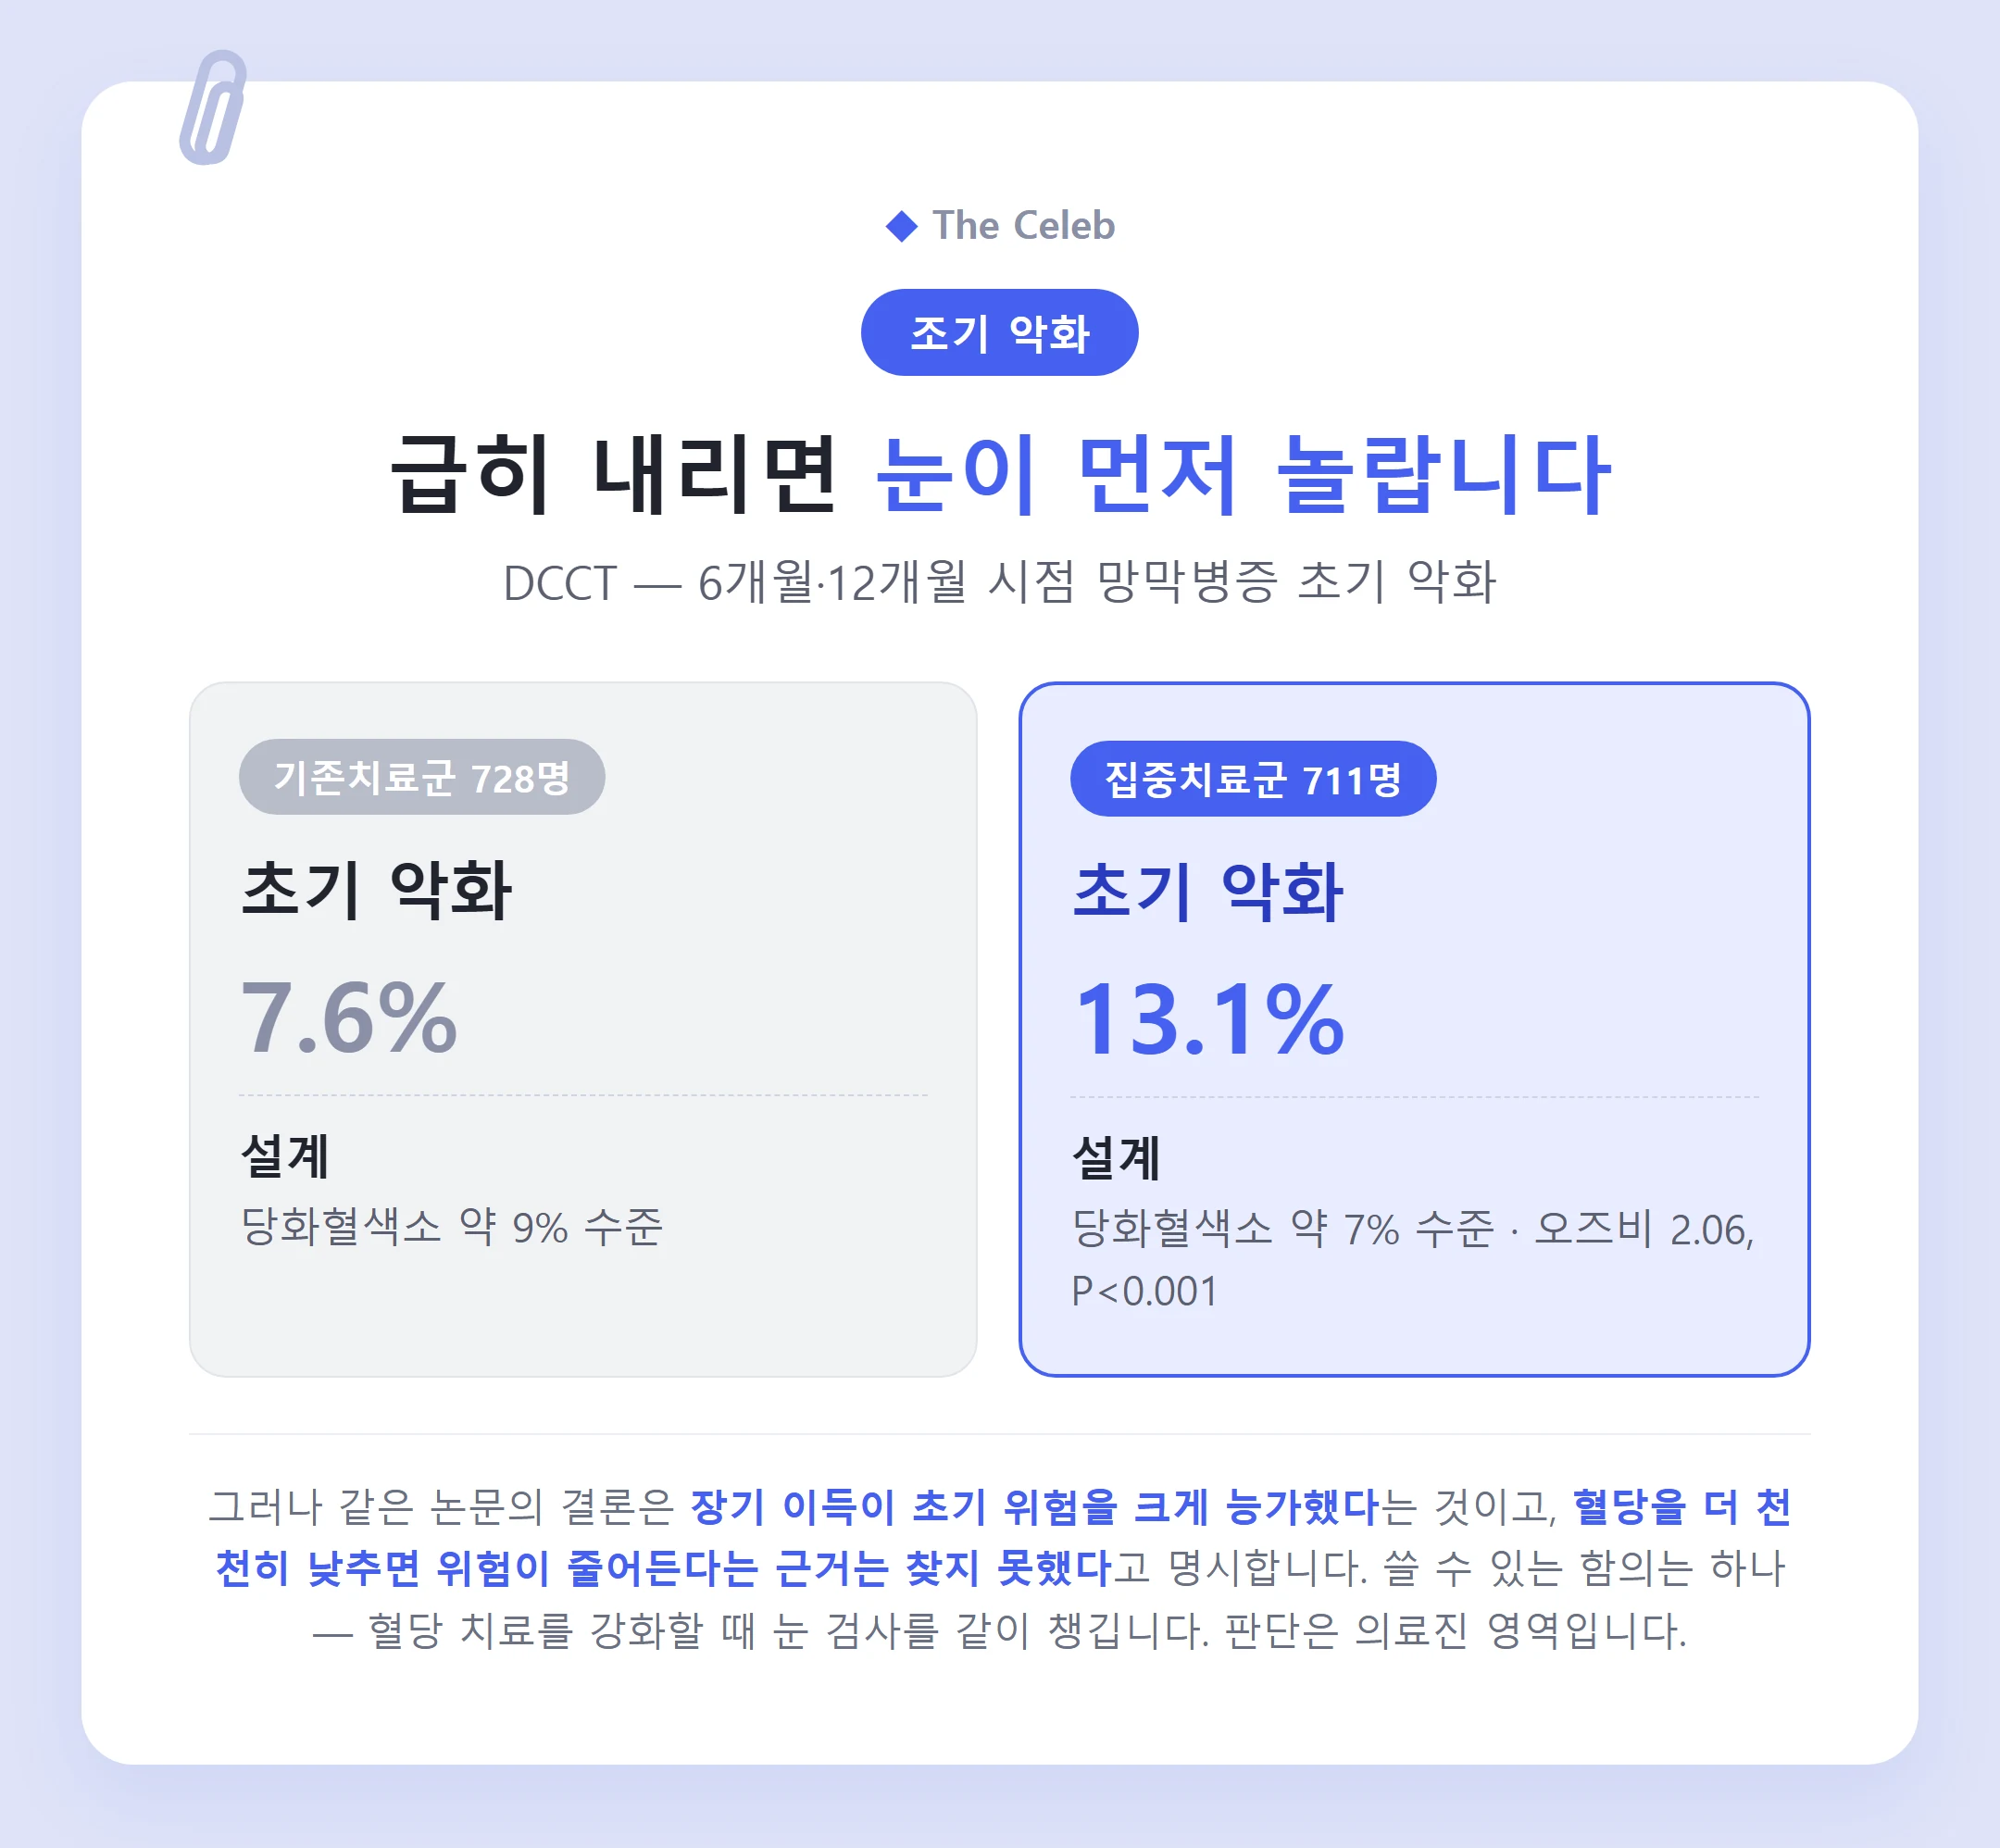 The Celeb
조기 악화
급히 내리면 눈이 먼저 놀랍니다
DCCT — 6개월·12개월 시점 망막병증 초기 악화
기존치료군 728명
초기 악화
7.6%
설계
당화혈색소 약 9% 수준
집중치료군 711명
초기 악화
13.1%
설계
당화혈색소 약 7% 수준 · 오즈비 2.06,
P<0.001
그러나 같은 논문의 결론은 장기 이득이 초기 위험을 크게 능가했다는 것이고, 혈당을 더 천
천히 낮추면 위험이 줄어든다는 근거는 찾지 못했다고 명시합니다. 쓸 수 있는 함의는 하나
— 혈당 치료를 강화할 때 눈 검사를 같이 챙깁니다. 판단은 의료진 영역입니다.